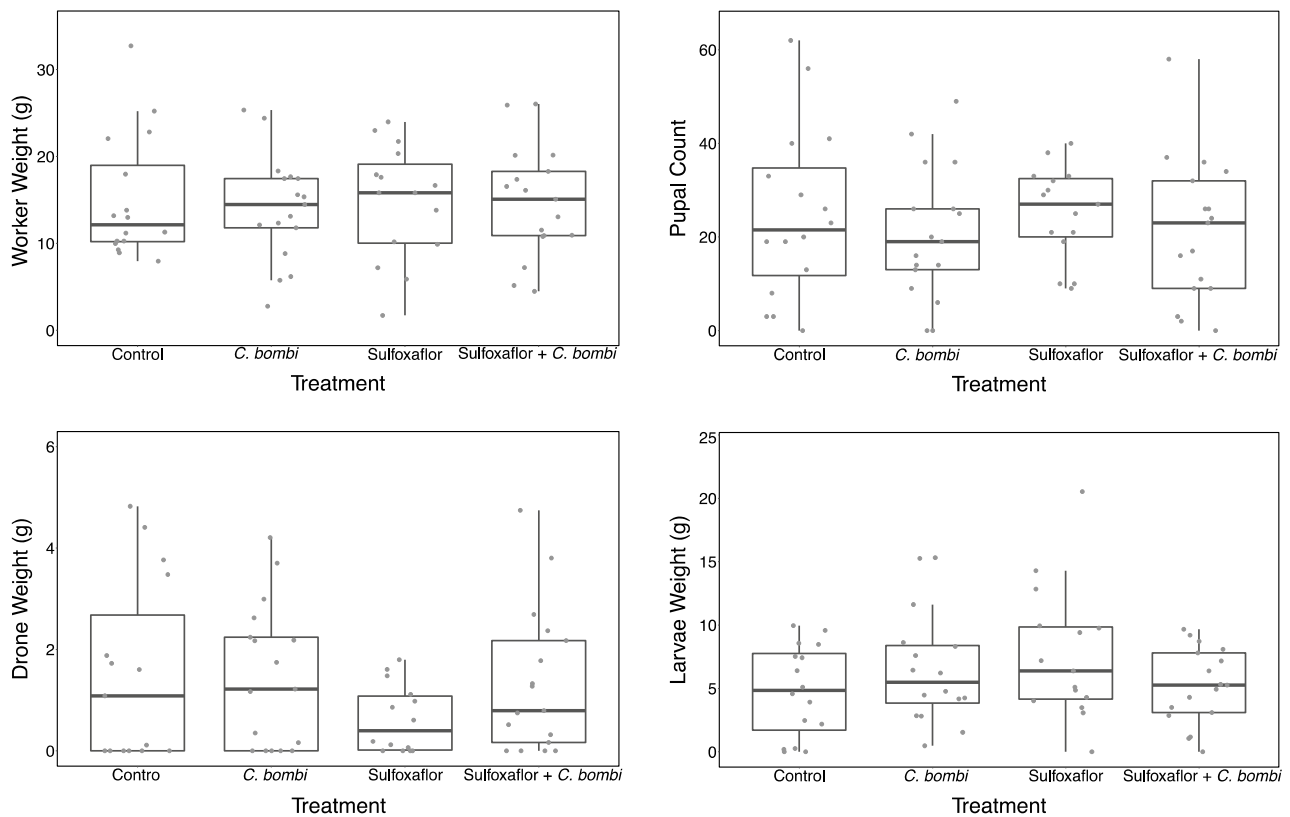 Worker Weight (g)
30
20
10
0
Control
C. bombi
Sulfoxaflor
Sulfoxaflor + C. bombi
Treatment
Pupal Count
60
40
20
0
Control
C. bombi
Sulfoxaflor
Sulfoxaflor + C. bombi
Treatment
Drone Weight (g)
6
4
2
0
Contro
C. bombi
Sulfoxaflor
Sulfoxaflor + C. bombi
Treatment
Larvae Weight (g)
25
20
15
10
5
0
Control
C. bombi
Sulfoxaflor
Sulfoxaflor + C. bombi
Treatment